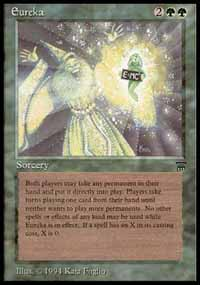 Eureka
2
E=MC²
Sorcery
Both players may take any permanent in their
hand and put it directly into play. Players take
turns playing one card from their hand until
neither wants to play more permanents. No other
spells or effects of any kind may be used while
Eureka is in effect. If a spell has an X in its casting
cost, X is 0.
Illus. © 1994 Kaja Foglio